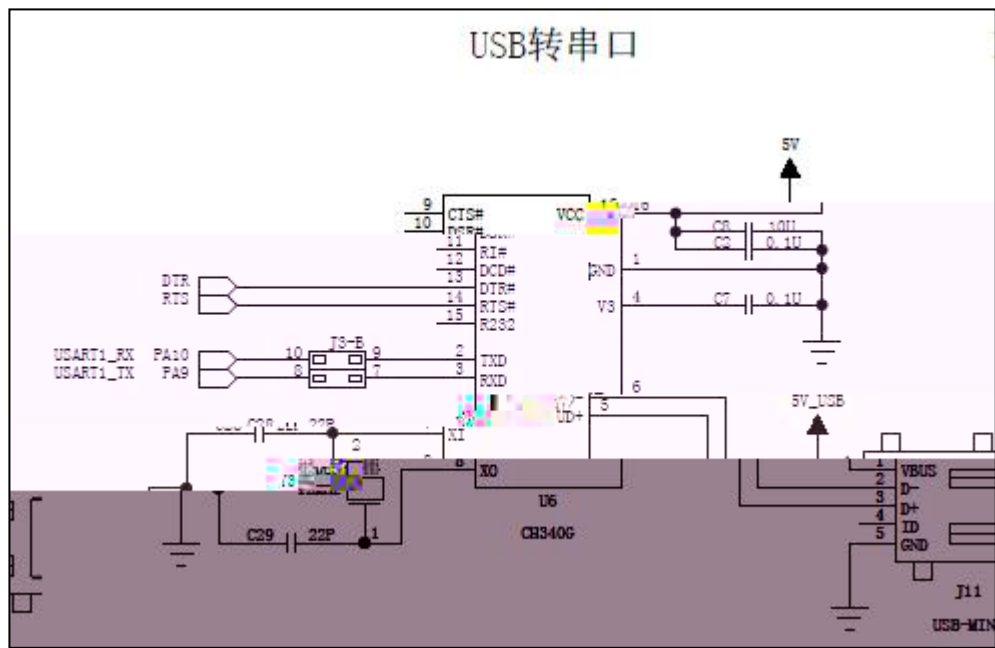 USB转串口
5V
9 CTS# VCC
10
C8 10U
11 RI# C2 0.1U
12 DCD# GND 1
DTR 13 DTR#
RTS 14 RTS# V3 4 C7 0.1U
15 R232
J3-B
USART1_RX PA10 10 9 2 TXD
USART1_TX PA9 8 7 3 RXD
6
UD+ 5 5V_USB
XI
2
8 XO 1 VBUS
2 D-
U6 3 D+
C29 22P 1 CH340G 4 ID
5 GND
J11
USB-MIN